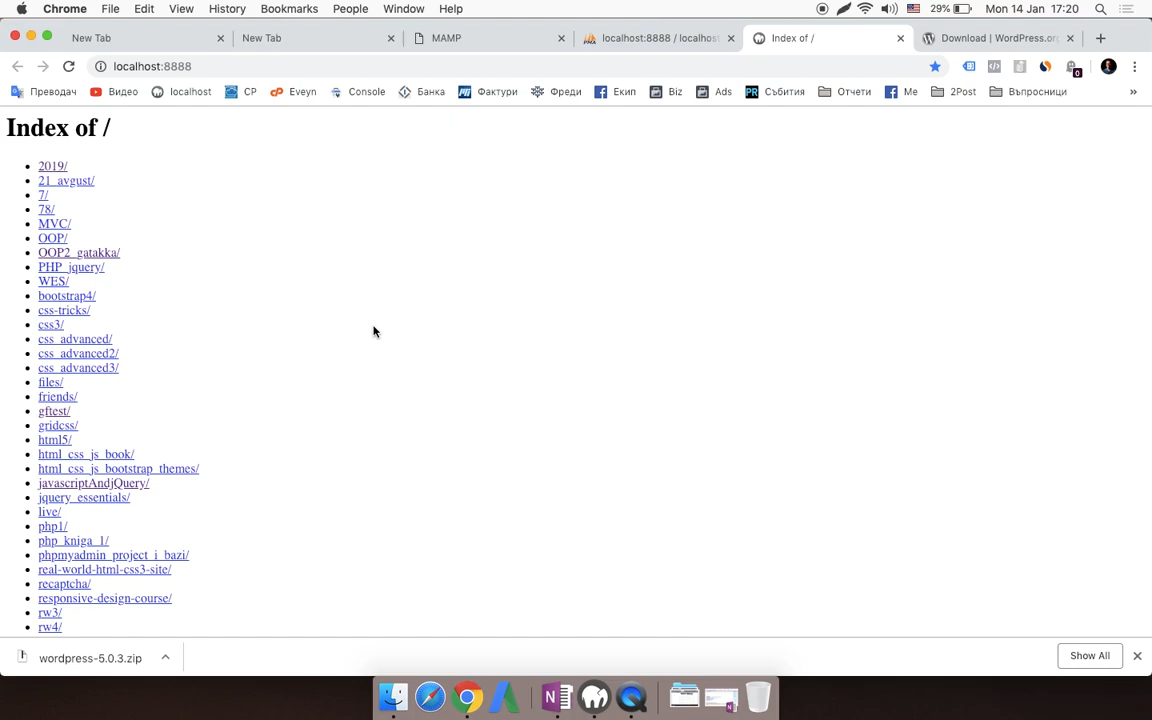 Chrome File Edit View History Bookmarks People Window Help 29% Mon 14 Jan 17:20
New Tab New Tab MAMP localhost:8888 / localhos Index of / Download | WordPress.or
localhost:8888
Преводач Видео localhost CP Eveyn Console Банка Фактури Фреди Екип Biz Ads Събития Отчети Me 2Post Въпросници »
Index of /
2019/
21_avgust/
7/
78/
MVC/
OOP/
OOP2_gatakka/
PHP_jquery/
WES/
bootstrap4/
css-tricks/
css3/
css_advanced/
css_advanced2/
css_advanced3/
files/
friends/
gftest/
gridcss/
html5/
html_css_js_book/
html_css_js_bootstrap_themes/
javascriptAndjQuery/
jquery_essentials/
live/
php1/
php_kniga_1/
phpmyadmin_project_i_bazi/
real-world-html-css3-site/
recaptcha/
responsive-design-course/
rw3/
rw4/
wordpress-5.0.3.zip Show All